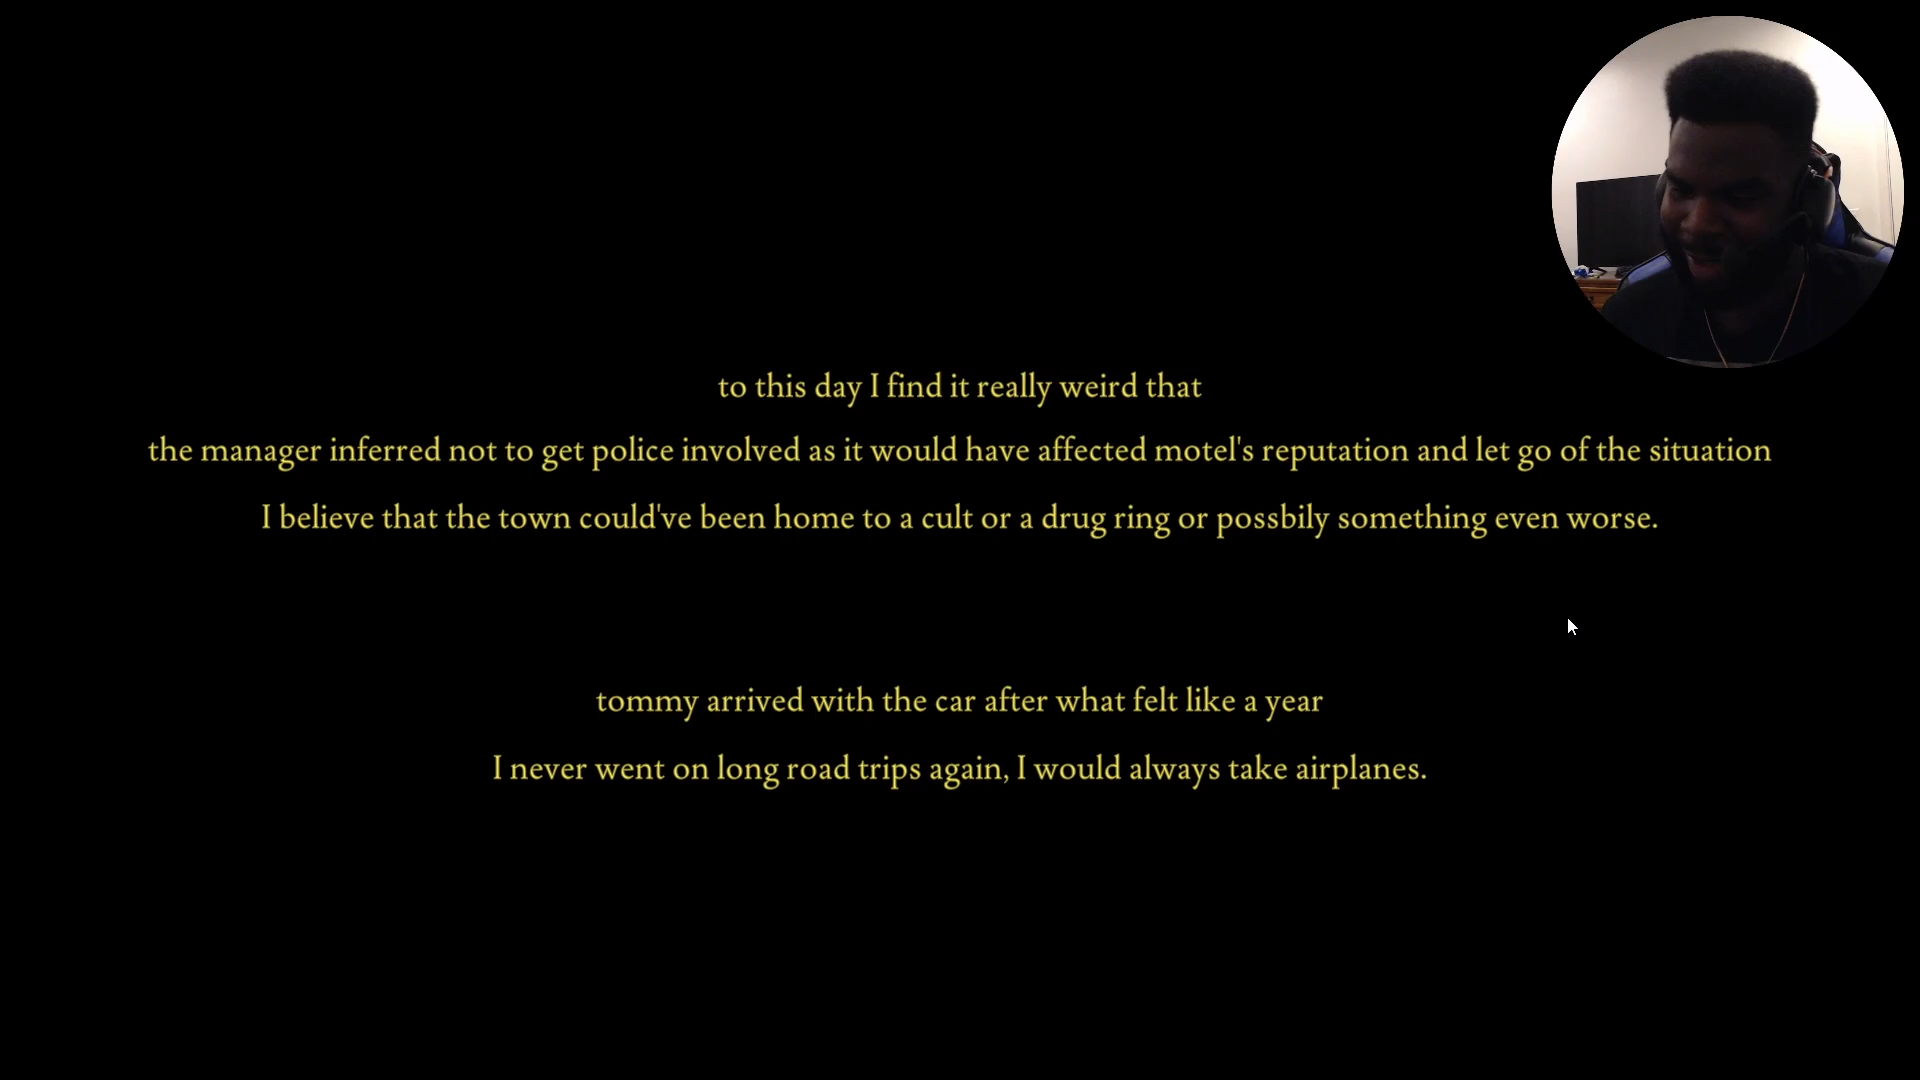 to this day I find it really weird that
the manager inferred not to get police involved as it would have affected motel's reputation and let go of the situation
I believe that the town could've been home to a cult or a drug ring or possbily something even worse.
tommy arrived with the car after what felt like a year
I never went on long road trips again, I would always take airplanes.